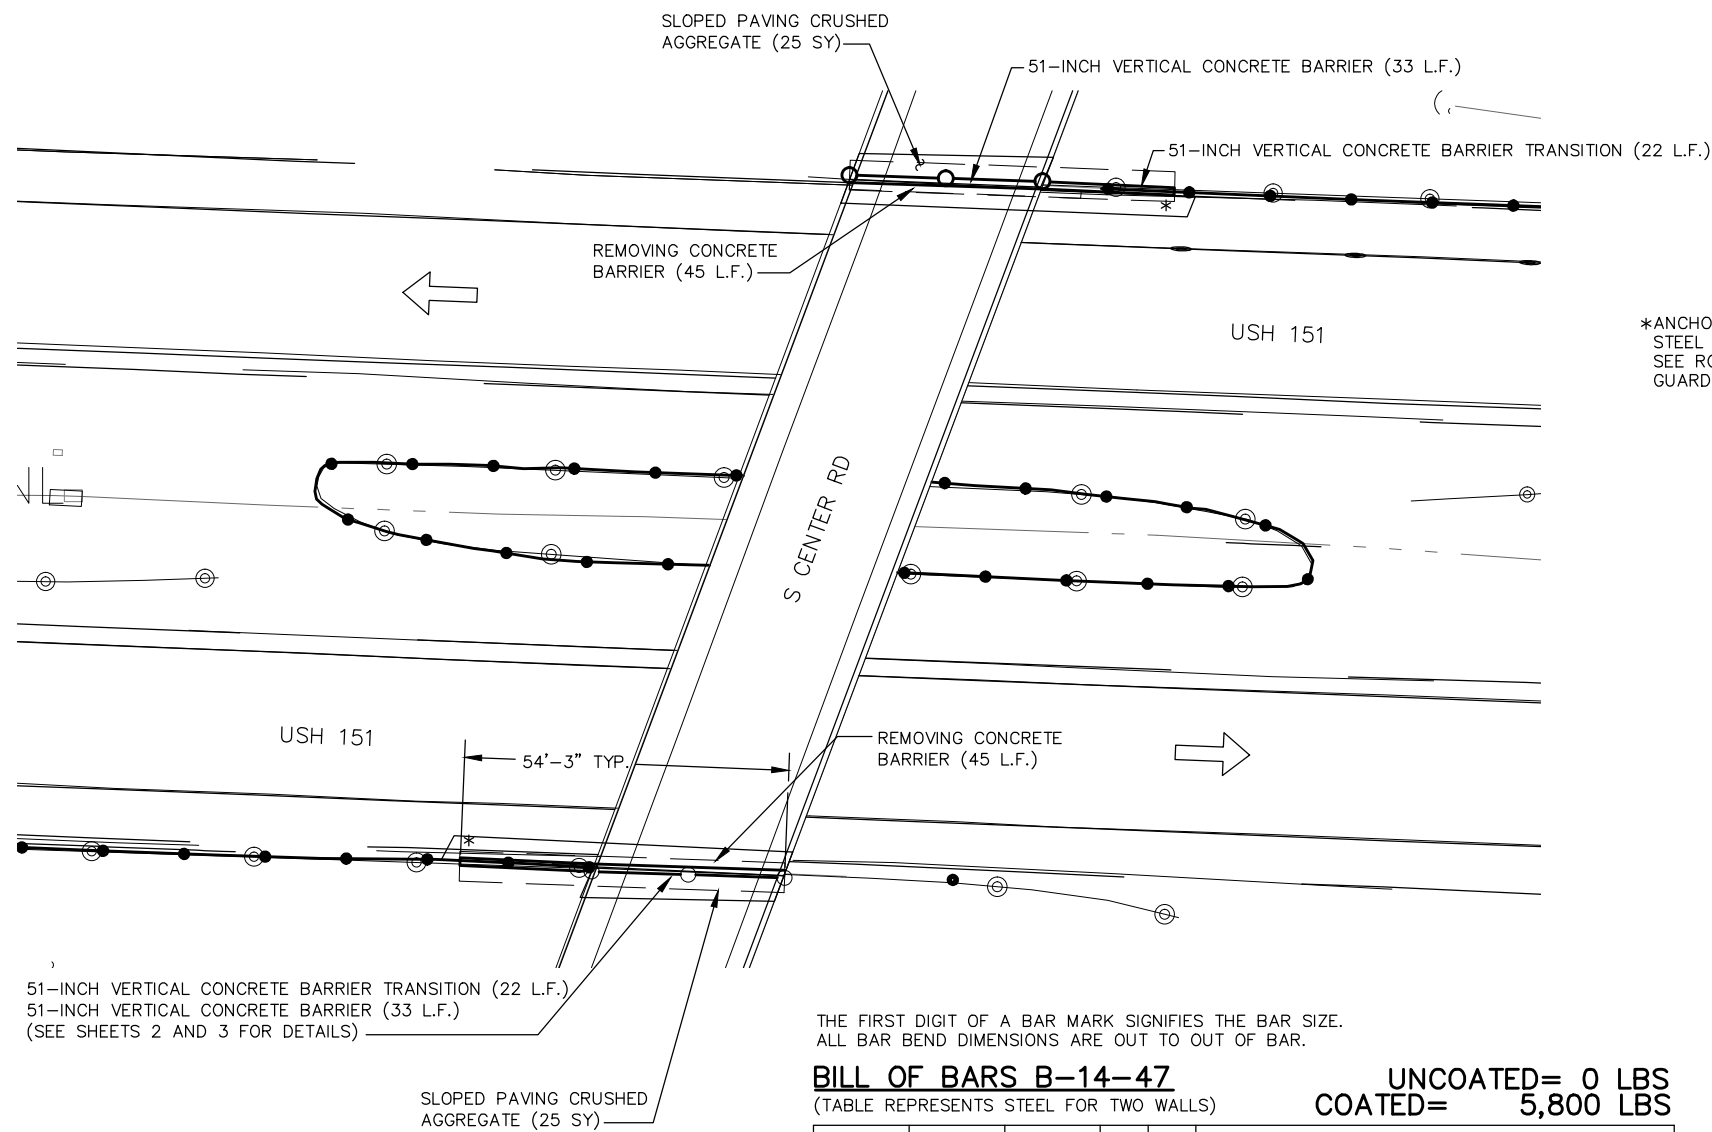 SLOPED PAVING CRUSHED
AGGREGATE (25 SY)
51-INCH VERTICAL CONCRETE BARRIER (33 L.F.)
51-INCH VERTICAL CONCRETE BARRIER TRANSITION (22 L.F.)
*
REMOVING CONCRETE
BARRIER (45 L.F.)
USH 151
*ANCHO
STEEL
SEE RO
GUARD
S CENTER RD
USH 151
54'-3" TYP.
REMOVING CONCRETE
BARRIER (45 L.F.)
*
51-INCH VERTICAL CONCRETE BARRIER TRANSITION (22 L.F.)
51-INCH VERTICAL CONCRETE BARRIER (33 L.F.)
(SEE SHEETS 2 AND 3 FOR DETAILS)
SLOPED PAVING CRUSHED
AGGREGATE (25 SY)
THE FIRST DIGIT OF A BAR MARK SIGNIFIES THE BAR SIZE.
ALL BAR BEND DIMENSIONS ARE OUT TO OUT OF BAR.
BILL OF BARS B-14-47
(TABLE REPRESENTS STEEL FOR TWO WALLS)
UNCOATED= 0 LBS
COATED= 5,800 LBS